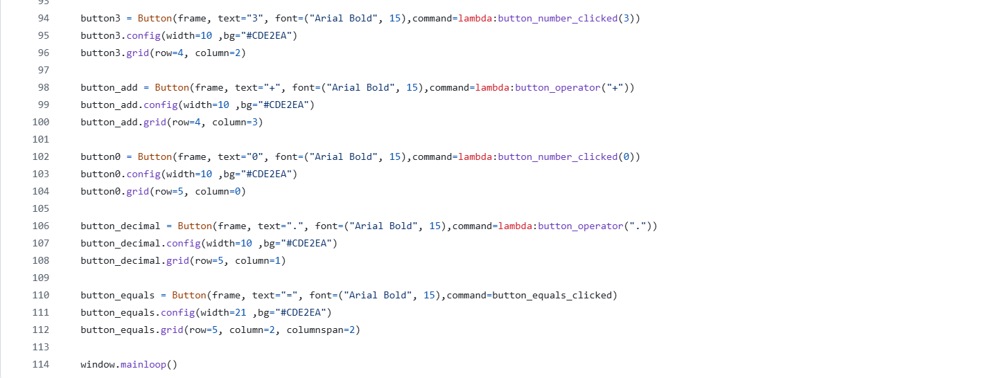 93
94 button3 = Button(frame, text="3", font=("Arial Bold", 15),command=lambda:button_number_clicked(3))
95 button3.config(width=10 ,bg="#CDE2EA")
96 button3.grid(row=4, column=2)
97
98 button_add = Button(frame, text="+", font=("Arial Bold", 15),command=lambda:button_operator("+"))
99 button_add.config(width=10 ,bg="#CDE2EA")
100 button_add.grid(row=4, column=3)
101
102 button0 = Button(frame, text="0", font=("Arial Bold", 15),command=lambda:button_number_clicked(0))
103 button0.config(width=10 ,bg="#CDE2EA")
104 button0.grid(row=5, column=0)
105
106 button_decimal = Button(frame, text=".", font=("Arial Bold", 15),command=lambda:button_operator("."))
107 button_decimal.config(width=10 ,bg="#CDE2EA")
108 button_decimal.grid(row=5, column=1)
109
110 button_equals = Button(frame, text="=", font=("Arial Bold", 15),command=button_equals_clicked)
111 button_equals.config(width=21 ,bg="#CDE2EA")
112 button_equals.grid(row=5, column=2, columnspan=2)
113
114 window.mainloop()